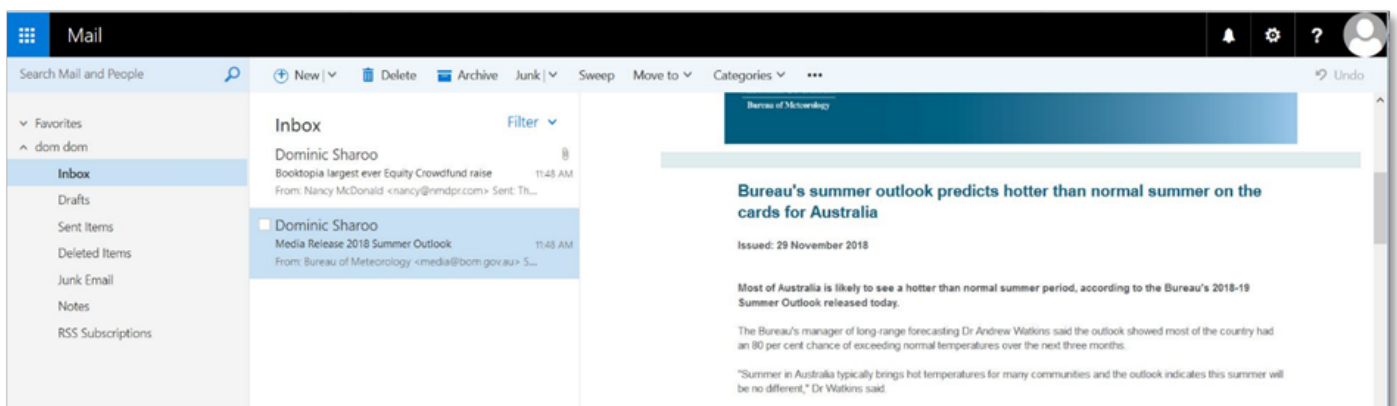 Mail
?
Search Mail and People
New
Delete
Archive
Junk
Sweep
Move to
Categories
Undo
Favorites
dom dom
Inbox
Drafts
Sent Items
Deleted Items
Junk Email
Notes
RSS Subscriptions
Inbox
Filter
Dominic Sharoo
Booktopia largest ever Equity Crowdfund raise 11:48 AM
From: Nancy McDonald <nancy@nmdpr.com> Sent: Th...
Dominic Sharoo
Media Release 2018 Summer Outlook 11:48 AM
From: Bureau of Meteorology <media@bom.gov.au> S...
Bureau of Meteorology
Bureau's summer outlook predicts hotter than normal summer on the
cards for Australia
Issued: 29 November 2018
Most of Australia is likely to see a hotter than normal summer period, according to the Bureau's 2018-19
Summer Outlook released today.
The Bureau's manager of long-range forecasting Dr Andrew Watkins said the outlook showed most of the country had
an 80 per cent chance of exceeding normal temperatures over the next three months.
"Summer in Australia typically brings hot temperatures for many communities and the outlook indicates this summer will
be no different," Dr Watkins said.